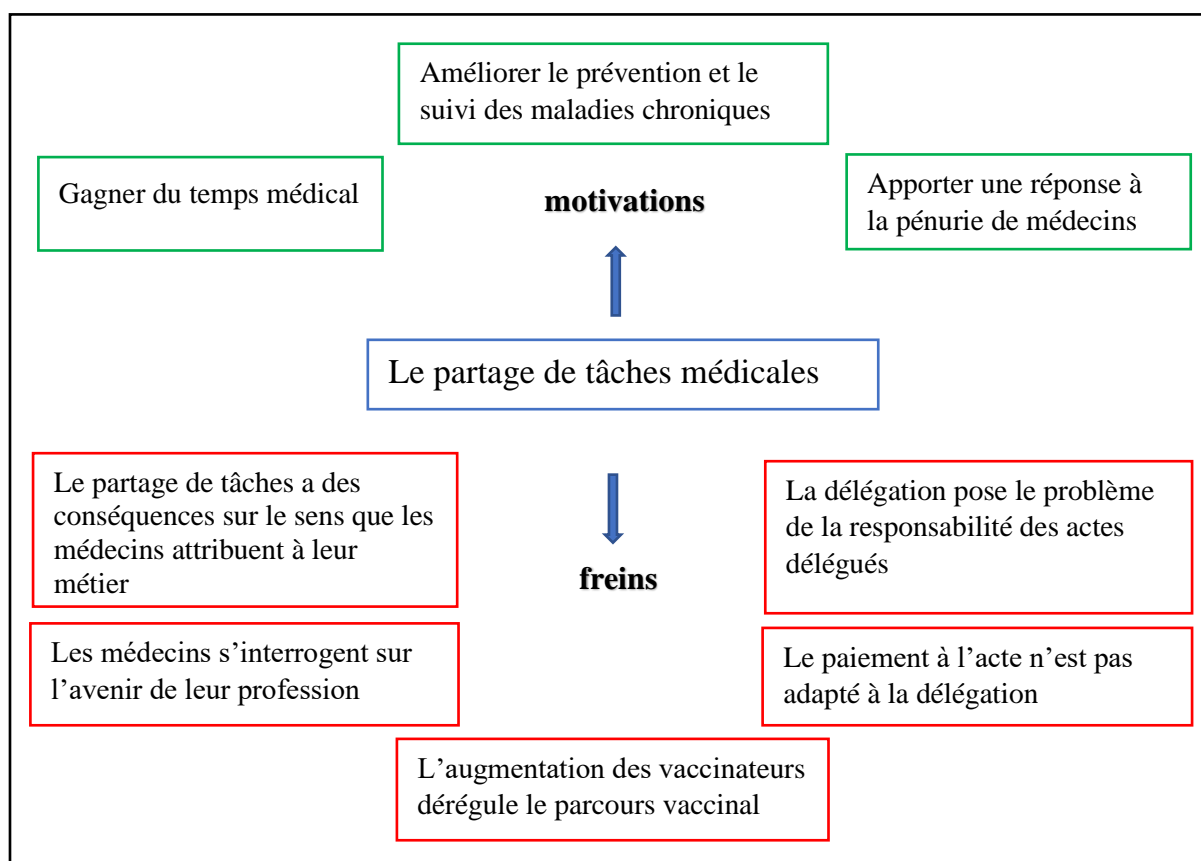 Améliorer le prévention et le
suivi des maladies chroniques
Gagner du temps médical
motivations
Apporter une réponse à
la pénurie de médecins
Le partage de tâches médicales
Le partage de tâches a des
conséquences sur le sens que les
médecins attribuent à leur
métier
La délégation pose le problème
de la responsabilité des actes
délégués
freins
Les médecins s’interrogent sur
l’avenir de leur profession
Le paiement à l’acte n’est pas
adapté à la délégation
L’augmentation des vaccinateurs
dérégule le parcours vaccinal